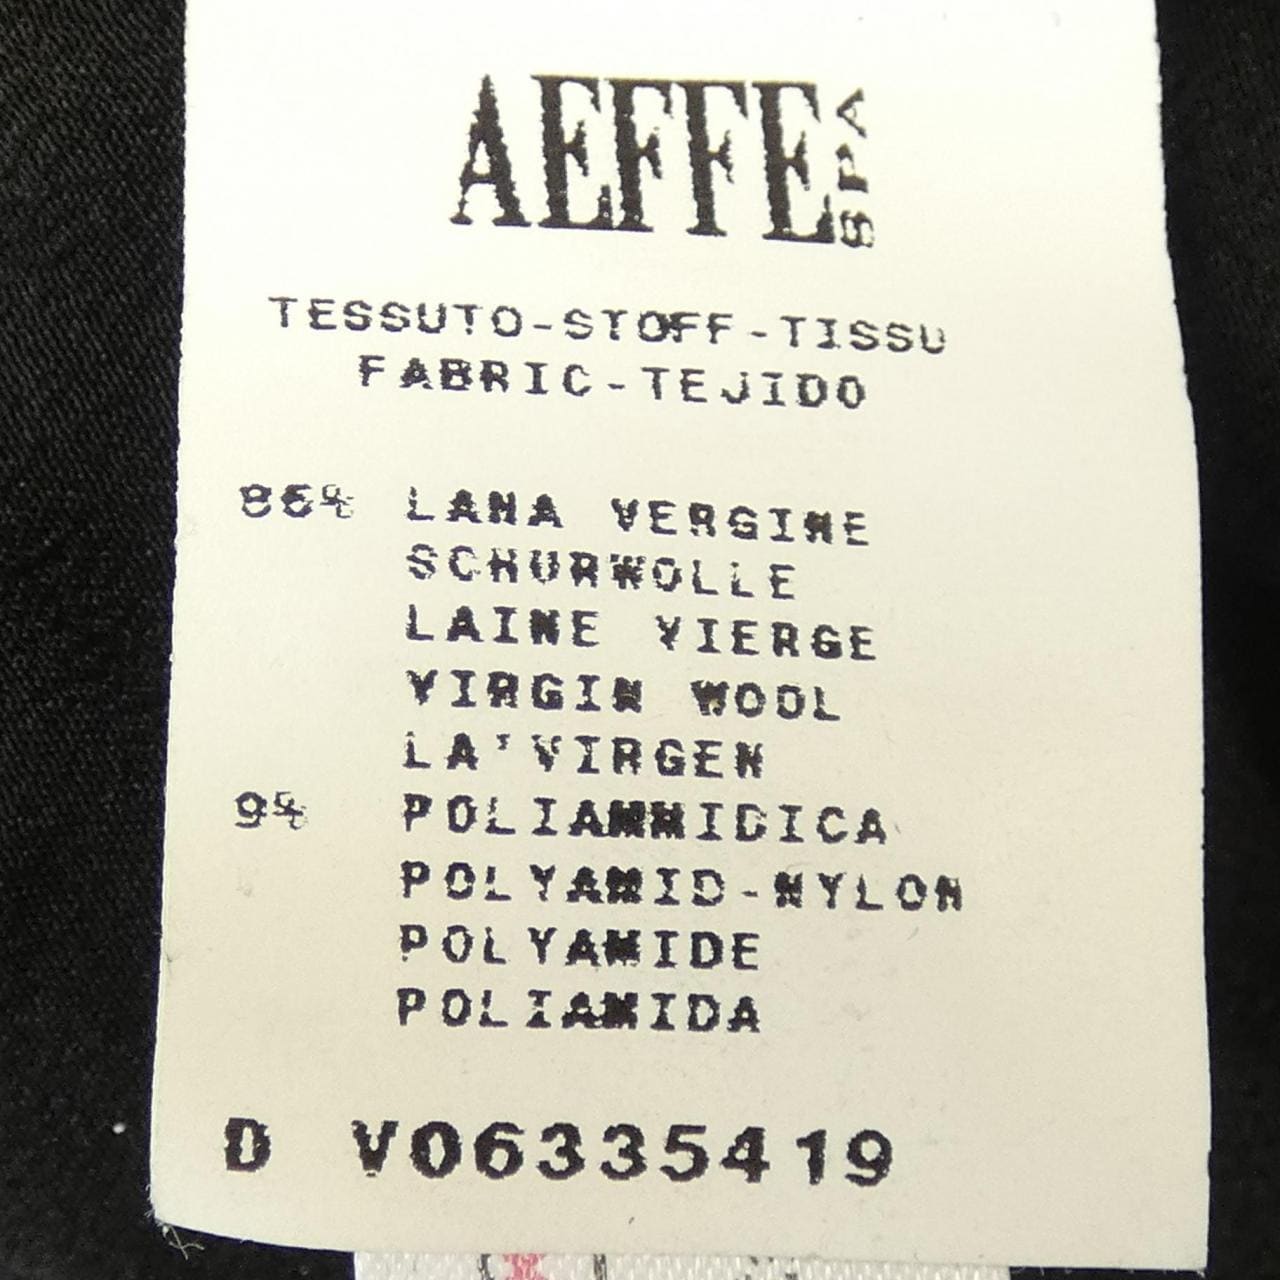 AEFFE SPA
TESSUTO-STOFF-TISSU
FABRIC-TEJIDO
86% LANA VERGINE
SCHURWOLLE
LAINE VIERGE
VIRGIN WOOL
LA'VIRGEN
9% POLIAMMIDICA
POLYAMID-NYLON
POLYAMIDE
POLIAMIDA
D V06335419